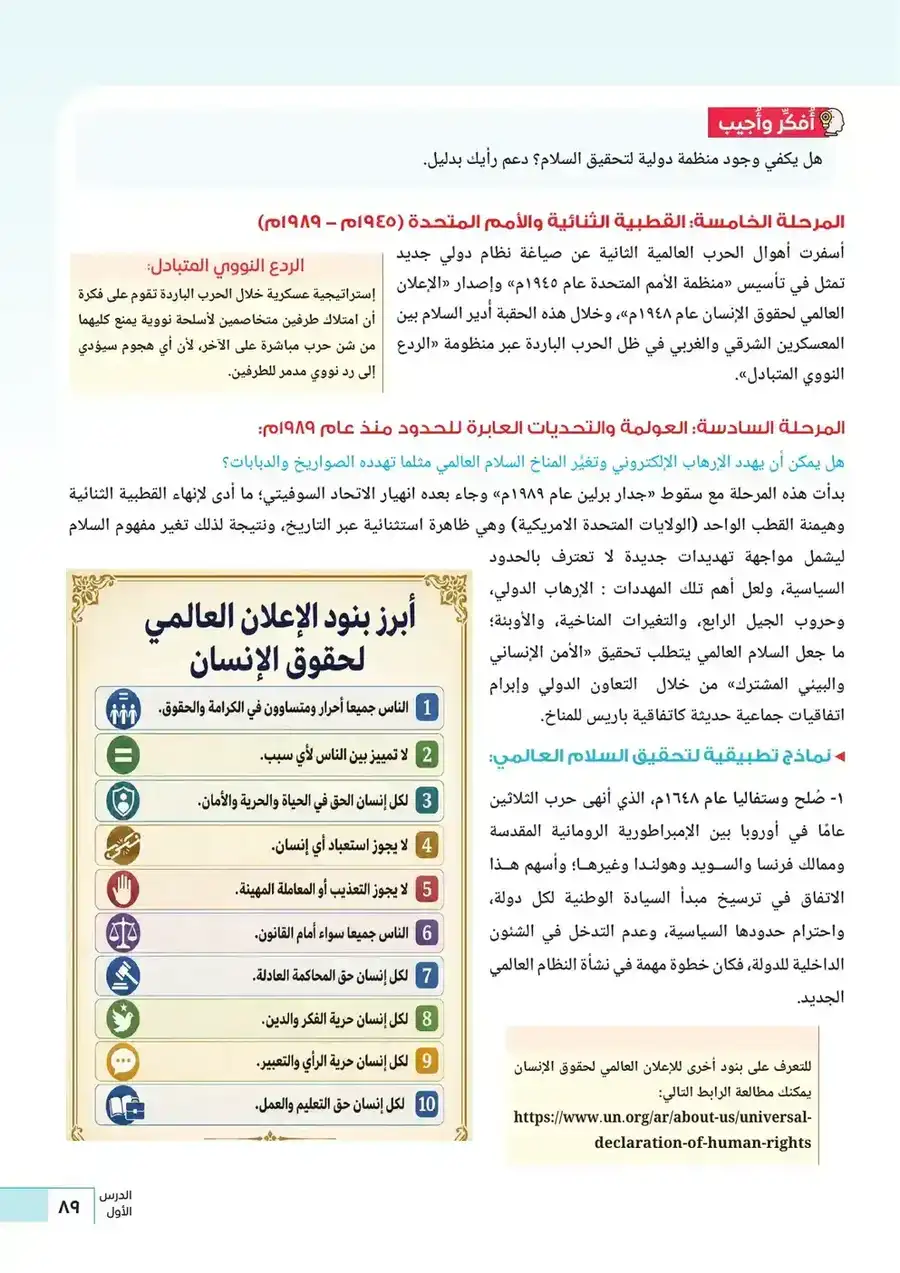 أفكّر وأجيب
هل يكفي وجود منظمة دولية لتحقيق السلام؟ دعم رأيك بدليل.
المرحلة الخامسة: القطبية الثنائية والأمم المتحدة (١٩٤٥م – ١٩٨٩م)
أسفرت أهوال الحرب العالمية الثانية عن صياغة نظام دولي جديد
تمثل في تأسيس «منظمة الأمم المتحدة عام ١٩٤٥م» وإصدار «الإعلان
العالمي لحقوق الإنسان عام ١٩٤٨م»، وخلال هذه الحقبة أُدير السلام بين
المعسكرين الشرقي والغربي في ظل الحرب الباردة عبر منظومة «الردع
النووي المتبادل».
الردع النووي المتبادل:
إستراتيجية عسكرية خلال الحرب الباردة تقوم على فكرة
أن امتلاك طرفين متخاصمين لأسلحة نووية يمنع كليهما
من شن حرب مباشرة على الآخر، لأن أي هجوم سيؤدي
إلى رد نووي مدمر للطرفين.
المرحلة السادسة: العولمة والتحديات العابرة للحدود منذ عام ١٩٨٩م:
هل يمكن أن يهدد الإرهاب الإلكتروني وتغيُّر المناخ السلام العالمي مثلما تهدده الصواريخ والدبابات؟
بدأت هذه المرحلة مع سقوط «جدار برلين عام ١٩٨٩م» وجاء بعده انهيار الاتحاد السوفيتي؛ ما أدى لإنهاء القطبية الثنائية
وهيمنة القطب الواحد (الولايات المتحدة الامريكية) وهي ظاهرة استثنائية عبر التاريخ، ونتيجة لذلك تغير مفهوم السلام
ليشمل مواجهة تهديدات جديدة لا تعترف بالحدود
السياسية، ولعل أهم تلك المهددات : الإرهاب الدولي،
وحروب الجيل الرابع، والتغيرات المناخية، والأوبئة؛
ما جعل السلام العالمي يتطلب تحقيق «الأمن الإنساني
والبيئي المشترك» من خلال التعاون الدولي وإبرام
اتفاقيات جماعية حديثة كاتفاقية باريس للمناخ.
نماذج تطبيقية لتحقيق السلام العالمي:
١- صُلح وستفاليا عام ١٦٤٨م، الذي أنهى حرب الثلاثين
عامًا في أوروبا بين الإمبراطورية الرومانية المقدسة
وممالك فرنسا والســويد وهولنـدا وغيرهـا؛ وأسهم هــذا
الاتفاق في ترسيخ مبدأ السيادة الوطنية لكل دولة،
واحترام حدودها السياسية، وعدم التدخل في الشئون
الداخلية للدولة، فكان خطوة مهمة في نشأة النظام العالمي
الجديد.
أبرز بنود الإعلان العالمي
لحقوق الإنسان
1 الناس جميعا أحرار ومتساوون في الكرامة والحقوق.
2 لا تمييز بين الناس لأي سبب.
3 لكل إنسان الحق في الحياة والحرية والأمان.
4 لا يجوز استعباد أي إنسان.
5 لا يجوز التعذيب أو المعاملة المهينة.
6 الناس جميعا سواء أمام القانون.
7 لكل إنسان حق المحاكمة العادلة.
8 لكل إنسان حرية الفكر والدين.
9 لكل إنسان حرية الرأي والتعبير.
10 لكل إنسان حق التعليم والعمل.
للتعرف على بنود أخرى للإعلان العالمي لحقوق الإنسان
يمكنك مطالعة الرابط التالي:
https://www.un.org/ar/about-us/universal-
declaration-of-human-rights
الدرس
الأول
٨٩